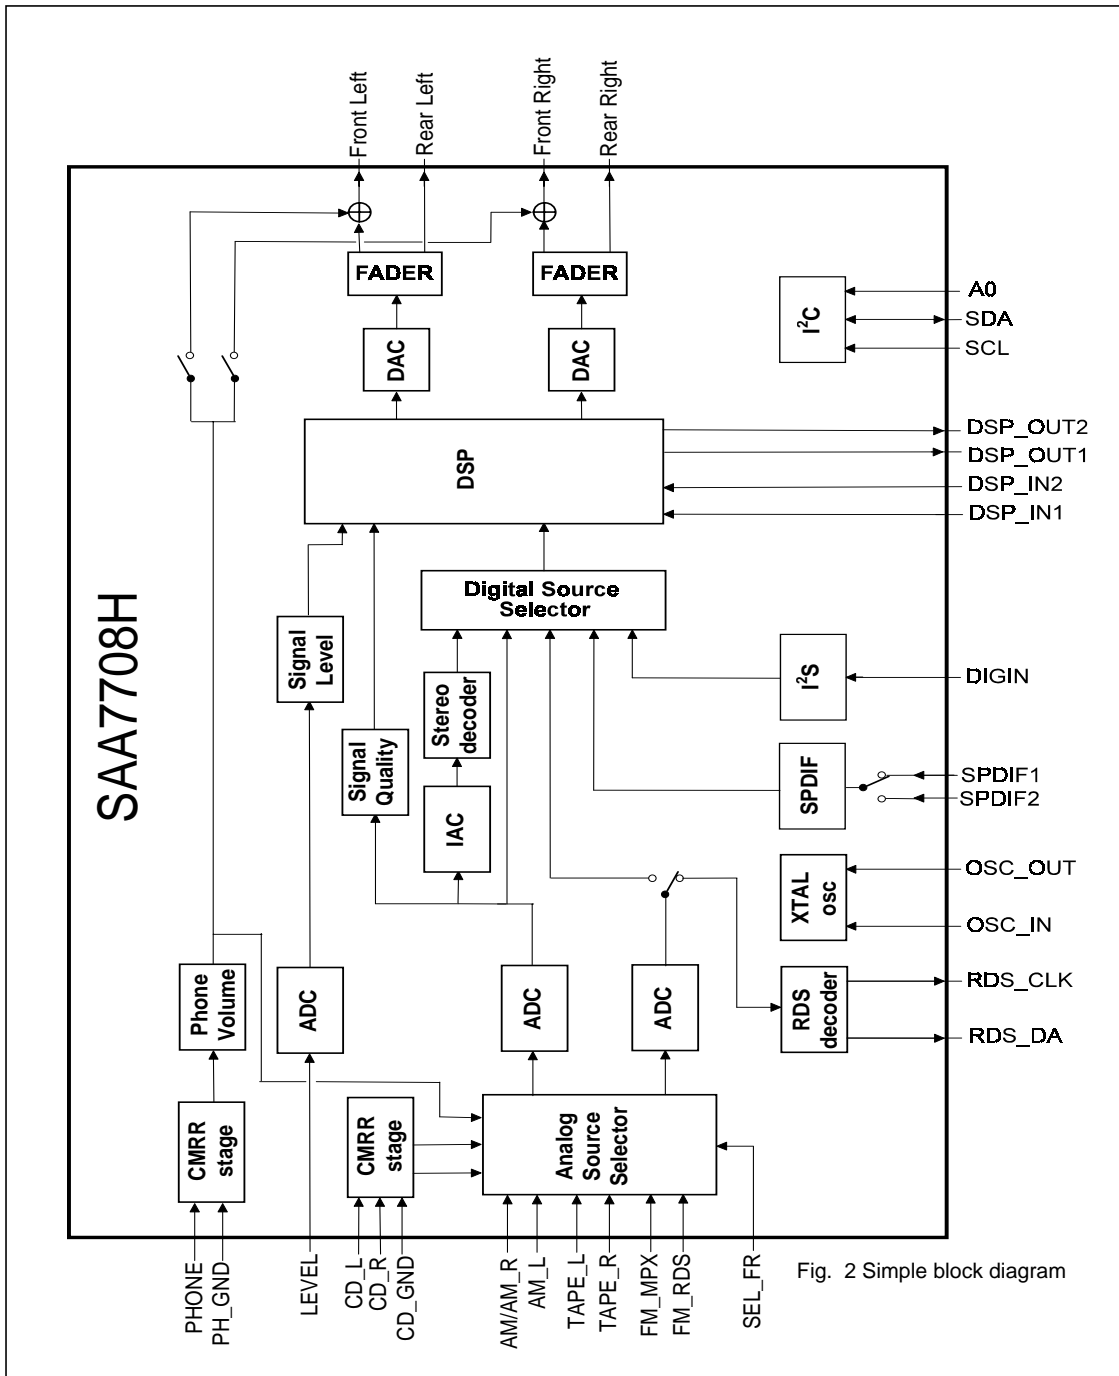 Front Left
Rear Left
Front Right
Rear Right
SAA7708H
FADER
FADER
DAC
DAC
I²C
A0
SDA
SCL
DSP
DSP_OUT2
DSP_OUT1
DSP_IN2
DSP_IN1
Digital Source
Selector
Signal
Level
Stereo
decoder
Signal
Quality
IAC
I²S
DIGIN
SPDIF
SPDIF1
SPDIF2
XTAL
osc
OSC_OUT
OSC_IN
Phone
Volume
ADC
ADC
ADC
RDS
decoder
RDS_CLK
RDS_DA
CMRR
stage
CMRR
stage
Analog
Source
Selector
PHONE
PH_GND
LEVEL
CD_L
CD_R
CD_GND
AM/AM_R
AM_L
TAPE_L
TAPE_R
FM_MPX
FM_RDS
SEL_FR
Fig. 2 Simple block diagram